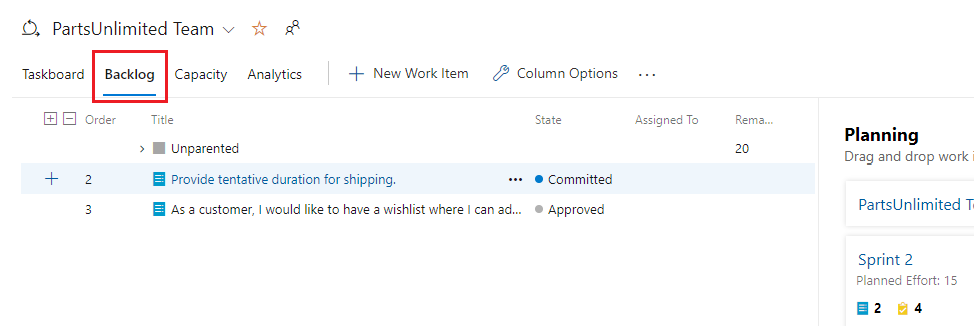 PartsUnlimited Team
Taskboard Backlog Capacity Analytics New Work Item Column Options ...
Order Title State Assigned To Rema...
Unparented 20
2 Provide tentative duration for shipping. ... Committed
3 As a customer, I would like to have a wishlist where I can ad... Approved
Planning
Drag and drop work i
PartsUnlimited T
Sprint 2
Planned Effort: 15
2 4